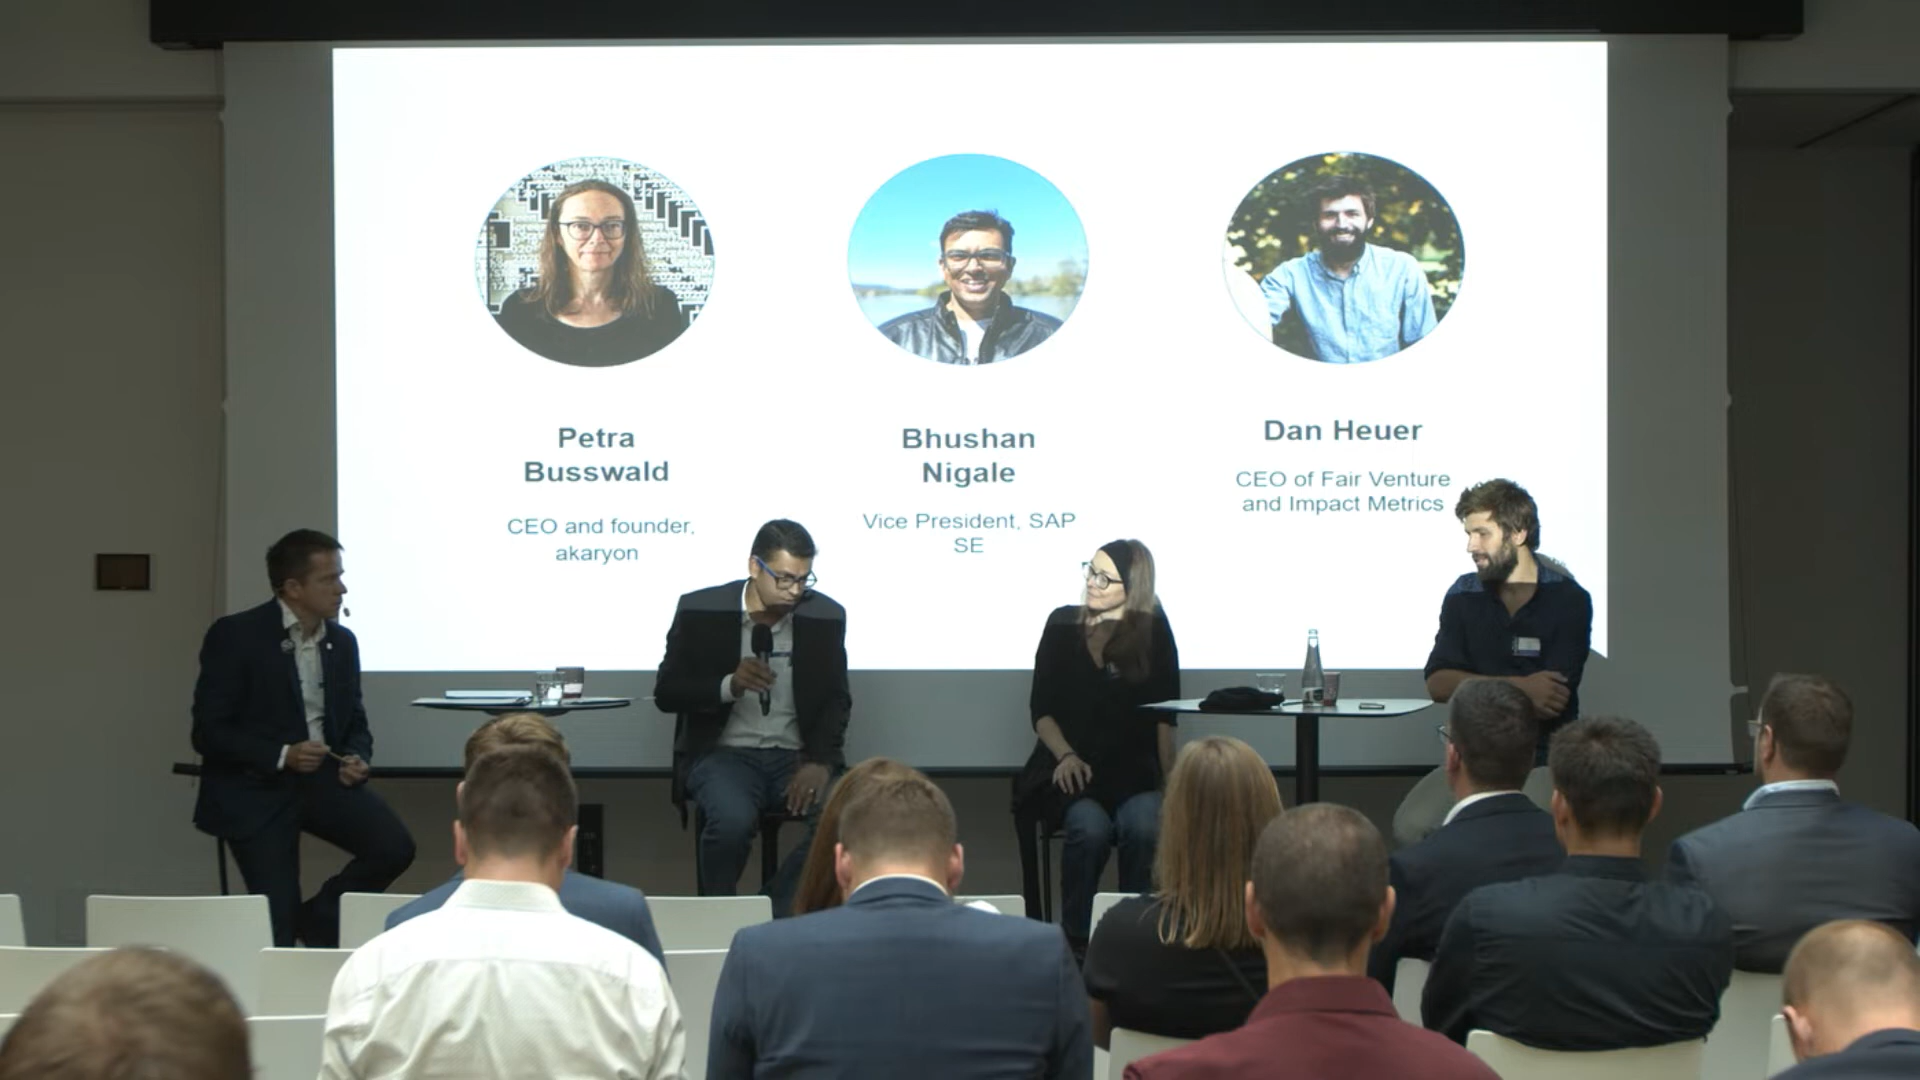 Petra
Busswald
CEO and founder,
akaryon
Bhushan
Nigale
Vice President, SAP
SE
Dan Heuer
CEO of Fair Venture
and Impact Metrics